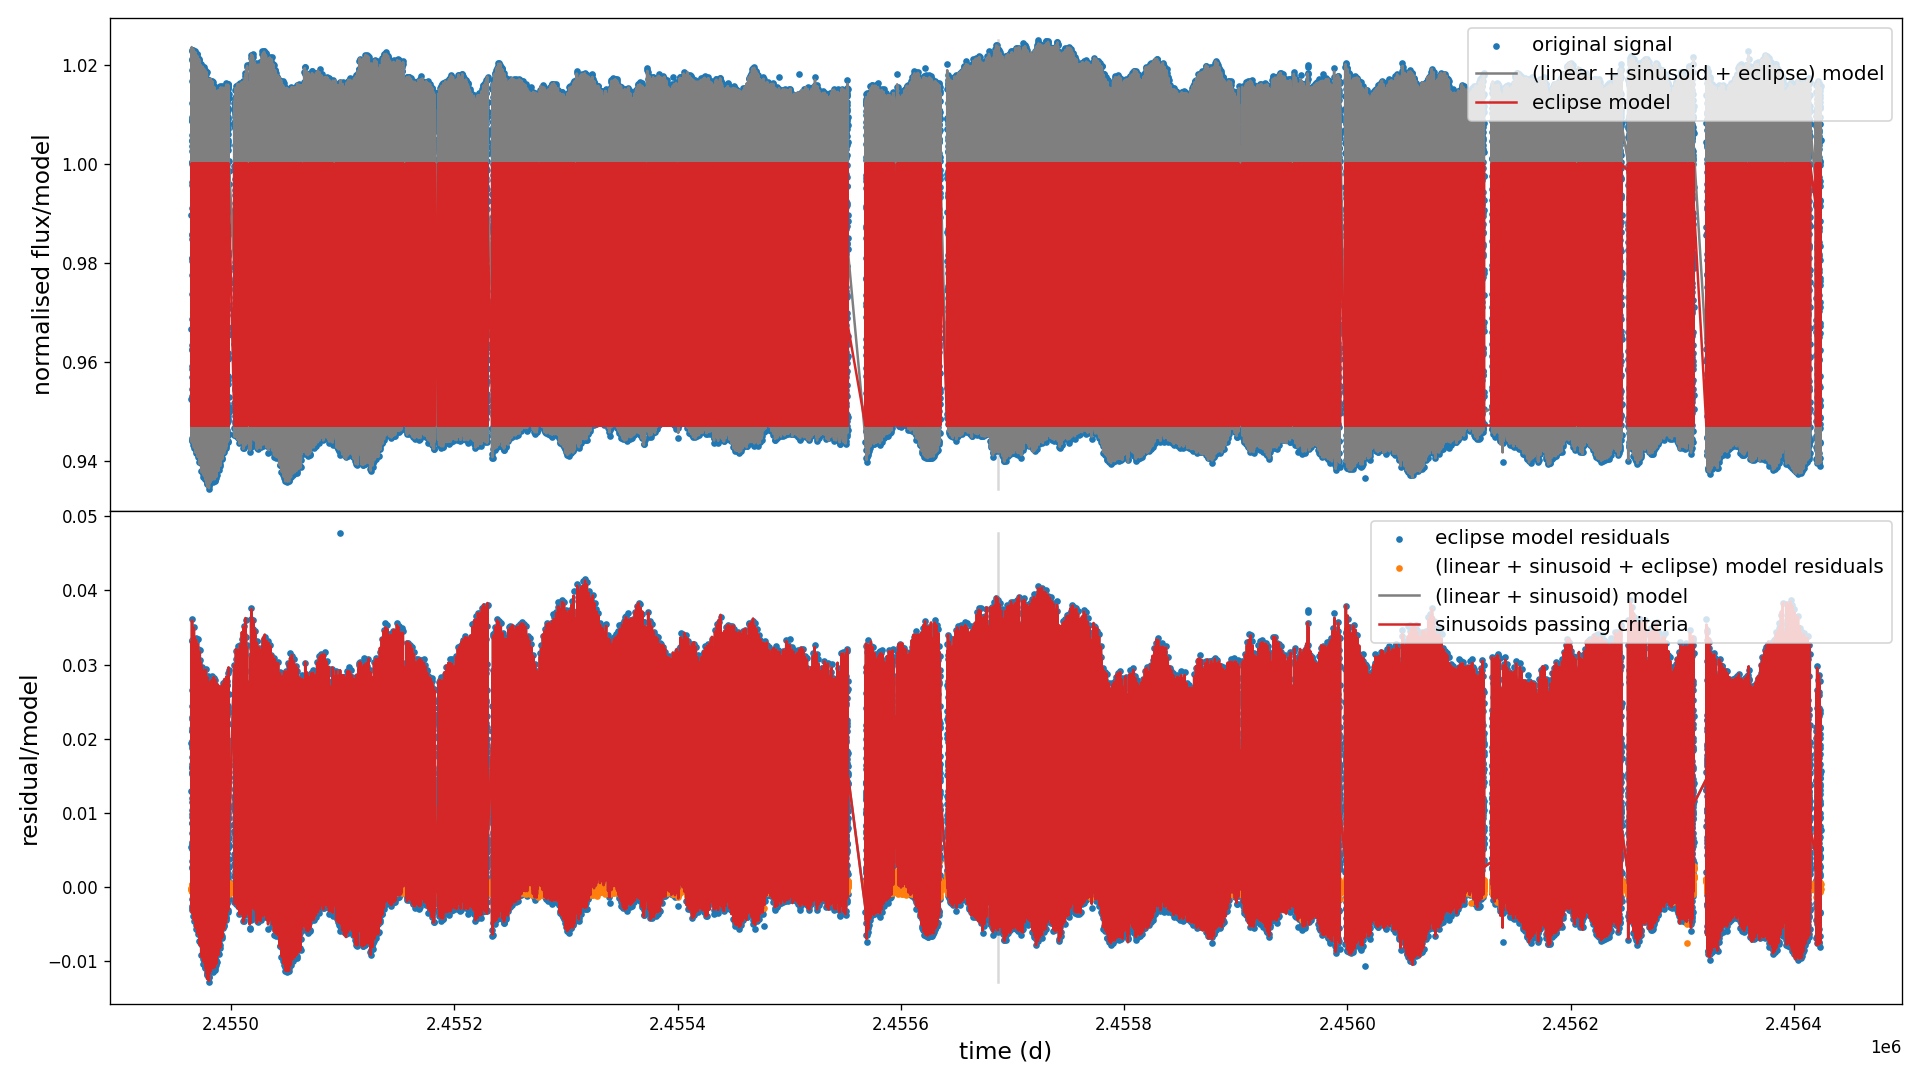 normalised flux/model
1.02
1.00
0.98
0.96
0.94
original signal
(linear + sinusoid + eclipse) model
eclipse model
residual/model
0.05
0.04
0.03
0.02
0.01
0.00
−0.01
eclipse model residuals
(linear + sinusoid + eclipse) model residuals
(linear + sinusoid) model
sinusoids passing criteria
2.4550 2.4552 2.4554 2.4556 2.4558 2.4560 2.4562 2.4564
1e6
time (d)